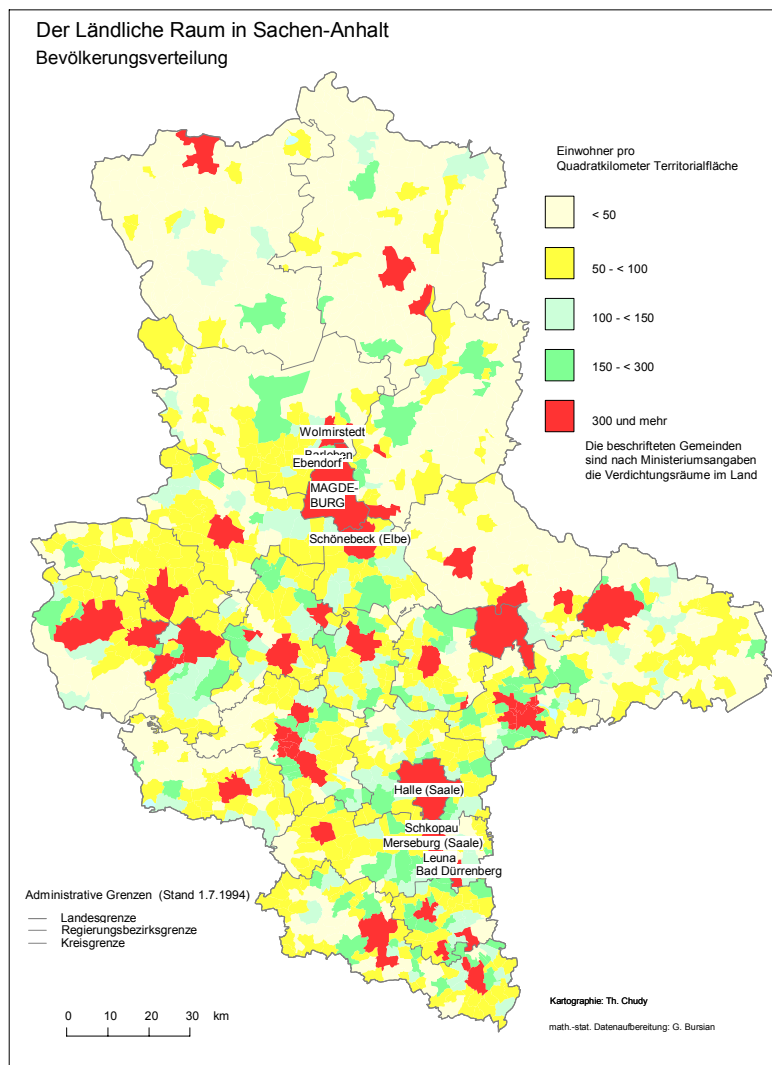 Der Ländliche Raum in Sachen-Anhalt
Bevölkerungsverteilung
Einwohner pro
Quadratkilometer Territorialfläche
< 50
50 - < 100
100 - < 150
150 - < 300
300 und mehr
Die beschrifteten Gemeinden
sind nach Ministeriumsangaben
die Verdichtungsräume im Land
Wolmirstedt
Barleben
Ebendorf
MAGDE-
BURG
Schönebeck (Elbe)
Halle (Saale)
Schkopau
Merseburg (Saale)
Leuna
Bad Dürrenberg
Administrative Grenzen (Stand 1.7.1994)
Landesgrenze
Regierungsbezirksgrenze
Kreisgrenze
0 10 20 30 km
Kartographie: Th. Chudy
math.-stat. Datenaufbereitung: G. Bursian